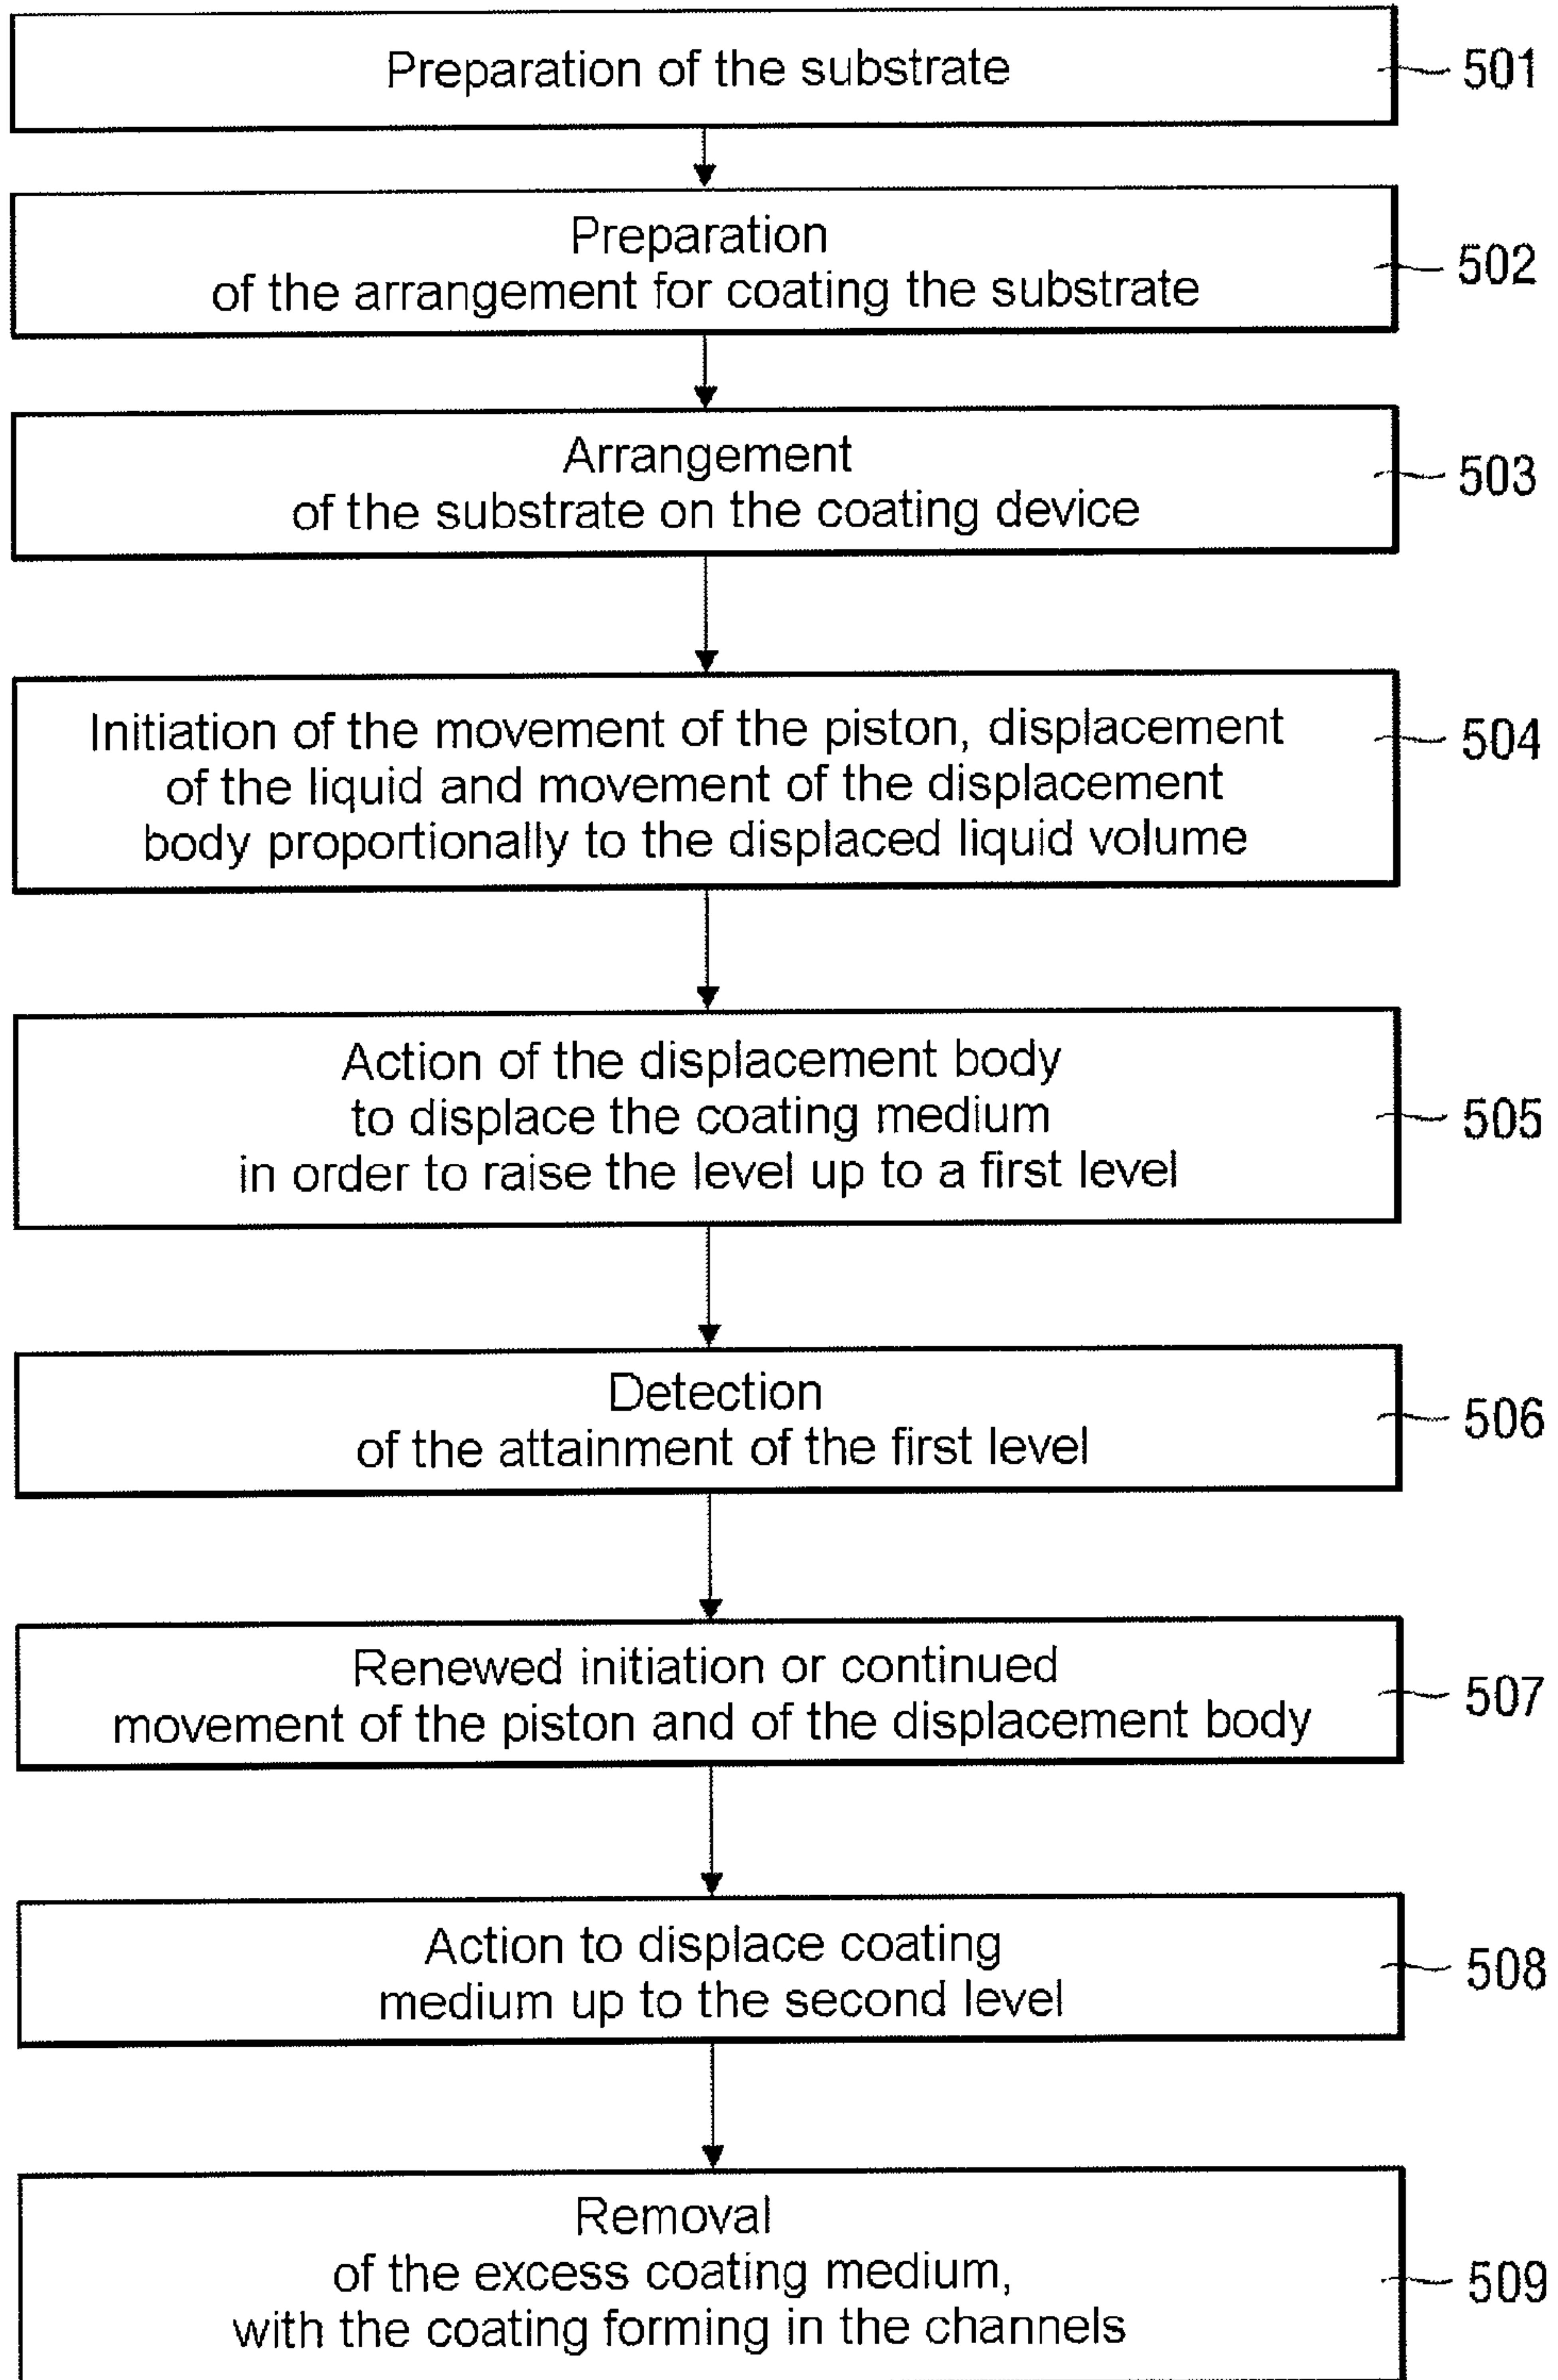 Preparation of the substrate
501
Preparation
of the arrangement for coating the substrate
502
Arrangement
of the substrate on the coating device
503
Initiation of the movement of the piston, displacement
of the liquid and movement of the displacement
body proportionally to the displaced liquid volume
504
Action of the displacement body
to displace the coating medium
in order to raise the level up to a first level
505
Detection
of the attainment of the first level
506
Renewed initiation or continued
movement of the piston and of the displacement body
507
Action to displace coating
medium up to the second level
508
Removal
of the excess coating medium,
with the coating forming in the channels
509